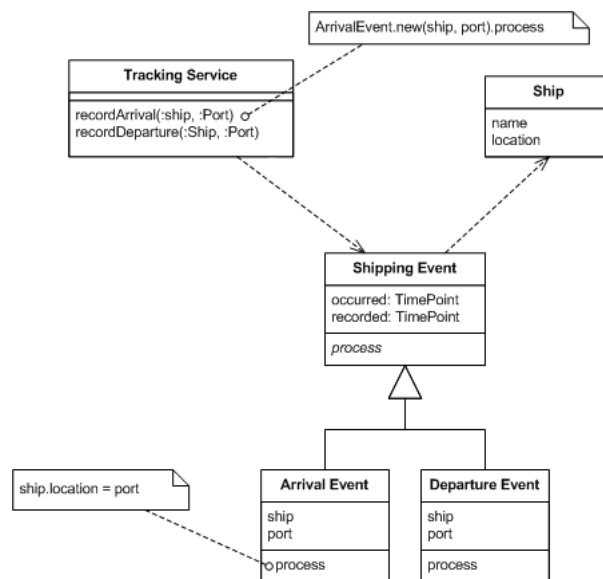 ArrivalEvent.new(ship, port).process
Tracking Service
recordArrival(:ship, :Port)
recordDeparture(:Ship, :Port)
Ship
name
location
Shipping Event
occurred: TimePoint
recorded: TimePoint
process
ship.location = port
Arrival Event
ship
port
process
Departure Event
ship
port
process